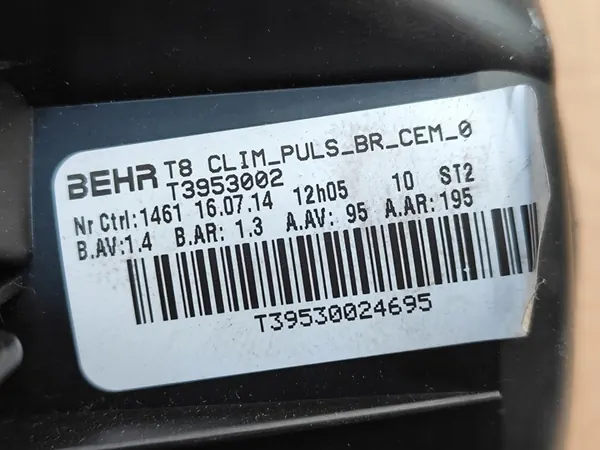 BEHR T8 CLIM_PULS_BR_CEM_0
T3953002
Nr Ctrl:1461 16.07.14 12h05 10 ST2
B.AV:1.4 B.AR: 1.3 A.AV: 95 A.AR:195
T39530024695